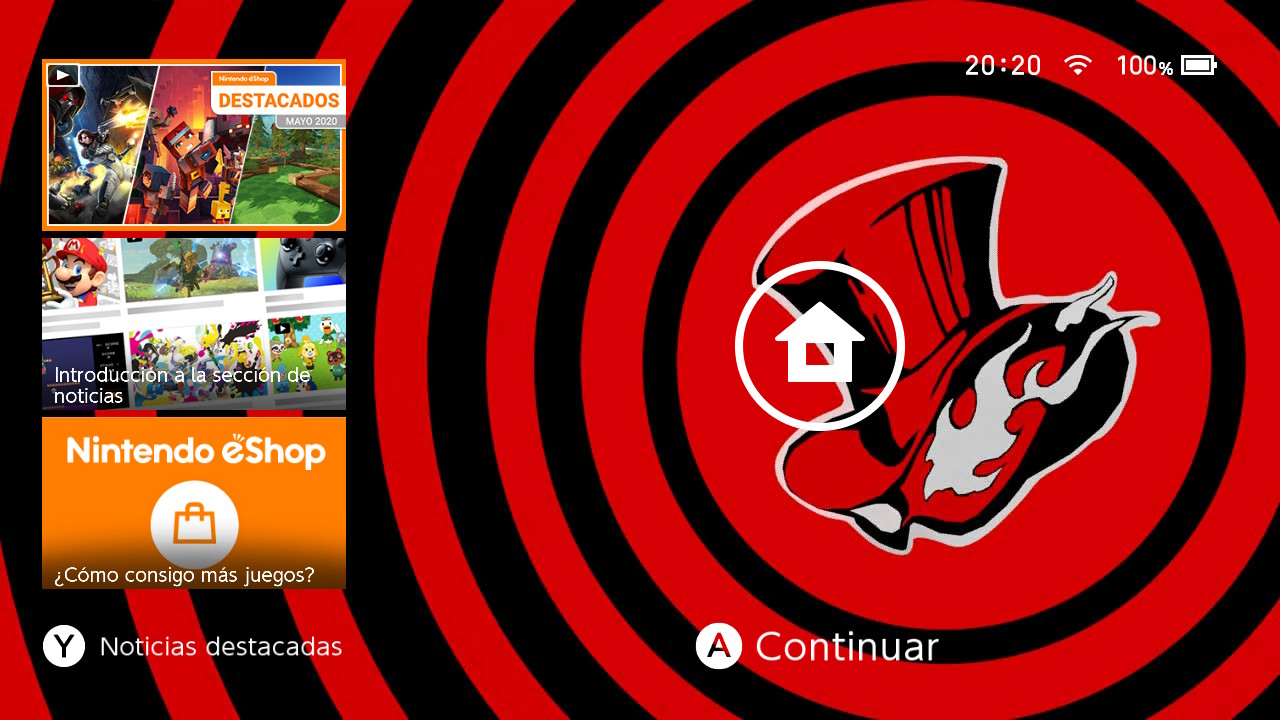 20:20
100%
Nintendo eShop
DESTACADOS
MAYO 2020
Introducción a la sección de
noticias
Nintendo eShop
¿Cómo consigo más juegos?
Y Noticias destacadas
A Continuar